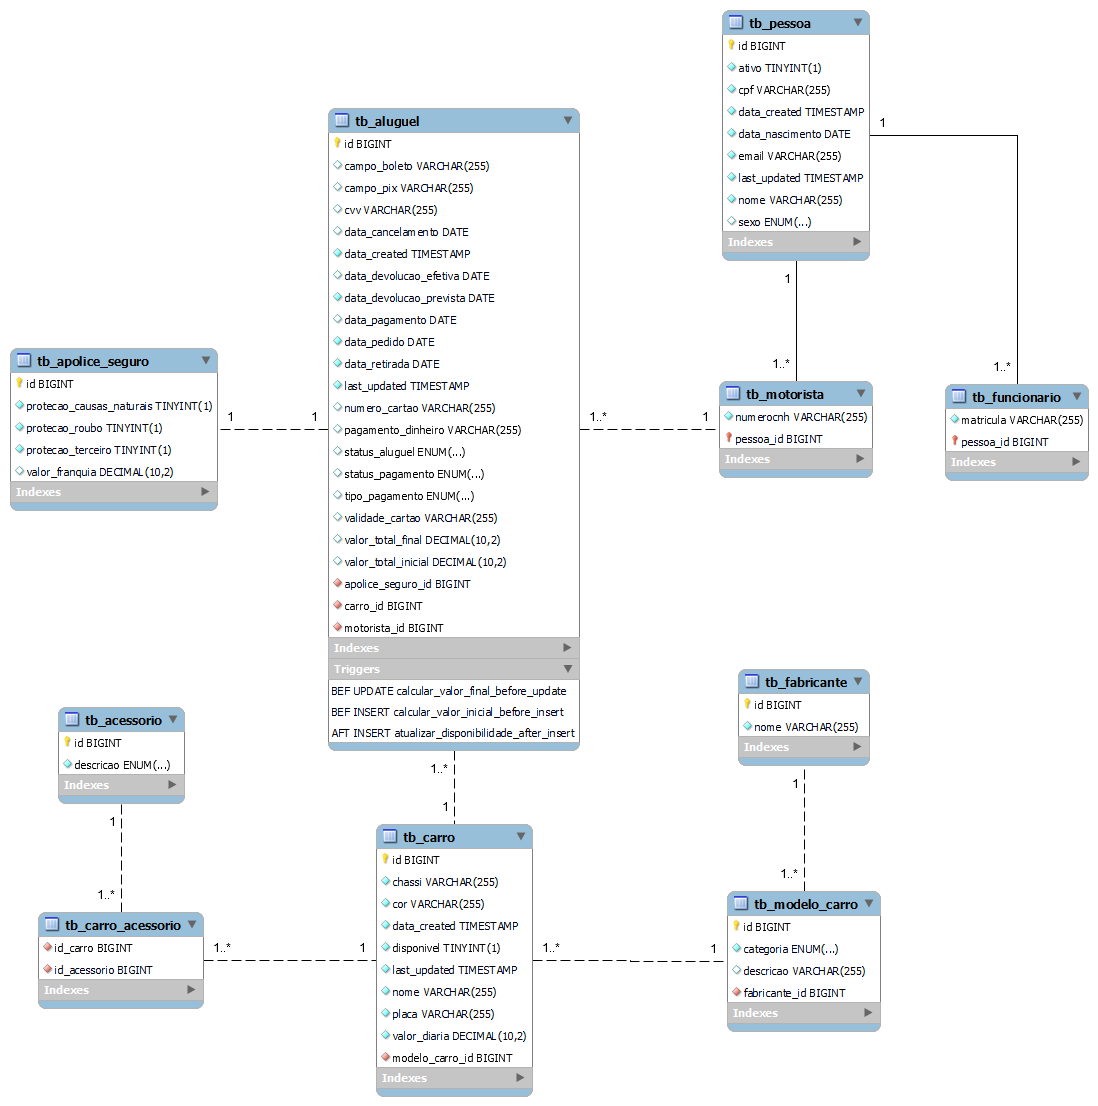 tb_pessoa
id BIGINT
ativo TINYINT(1)
cpf VARCHAR(255)
data_created TIMESTAMP
data_nascimento DATE
email VARCHAR(255)
last_updated TIMESTAMP
nome VARCHAR(255)
sexo ENUM(...)
Indexes
1
1
1..*
1..*
tb_aluguel
id BIGINT
campo_boleto VARCHAR(255)
campo_pix VARCHAR(255)
cvv VARCHAR(255)
data_cancelamento DATE
data_created TIMESTAMP
data_devolucao_efetiva DATE
data_devolucao_prevista DATE
data_pagamento DATE
data_pedido DATE
data_retirada DATE
last_updated TIMESTAMP
numero_cartao VARCHAR(255)
pagamento_dinheiro VARCHAR(255)
status_aluguel ENUM(...)
status_pagamento ENUM(...)
tipo_pagamento ENUM(...)
validade_cartao VARCHAR(255)
valor_total_final DECIMAL(10,2)
valor_total_inicial DECIMAL(10,2)
apolice_seguro_id BIGINT
carro_id BIGINT
motorista_id BIGINT
Indexes
Triggers
BEF UPDATE calcular_valor_final_before_update
BEF INSERT calcular_valor_inicial_before_insert
AFT INSERT atualizar_disponibilidade_after_insert
tb_apolice_seguro
id BIGINT
protecao_causas_naturais TINYINT(1)
protecao_roubo TINYINT(1)
protecao_terceiro TINYINT(1)
valor_franquia DECIMAL(10,2)
Indexes
1
1
1..*
1
tb_motorista
numerocnh VARCHAR(255)
pessoa_id BIGINT
Indexes
tb_funcionario
matricula VARCHAR(255)
pessoa_id BIGINT
Indexes
tb_fabricante
id BIGINT
nome VARCHAR(255)
Indexes
1
1..*
tb_acessorio
id BIGINT
descricao ENUM(...)
Indexes
1
1..*
1..*
1
tb_carro
id BIGINT
chassi VARCHAR(255)
cor VARCHAR(255)
data_created TIMESTAMP
disponivel TINYINT(1)
last_updated TIMESTAMP
nome VARCHAR(255)
placa VARCHAR(255)
valor_diaria DECIMAL(10,2)
modelo_carro_id BIGINT
Indexes
tb_carro_acessorio
id_carro BIGINT
id_acessorio BIGINT
Indexes
1..*
1
1..*
1
tb_modelo_carro
id BIGINT
categoria ENUM(...)
descricao VARCHAR(255)
fabricante_id BIGINT
Indexes